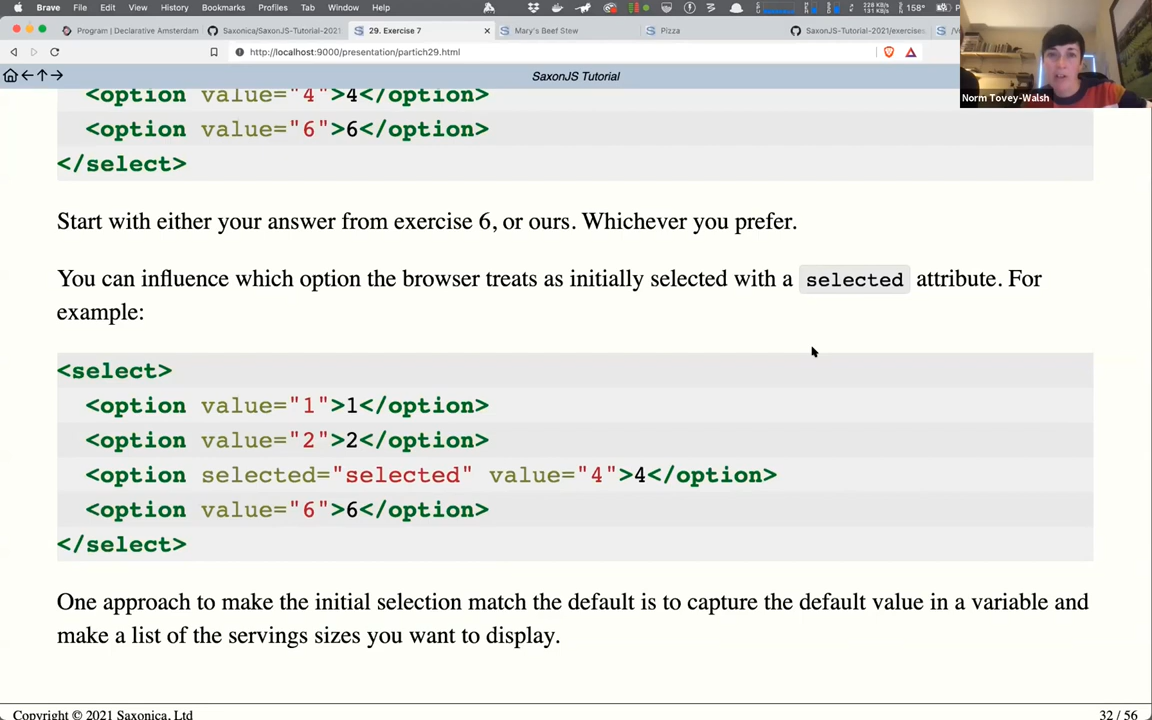 Brave File Edit View History Bookmarks Profiles Tab Window Help
158°
Program | Declarative Amsterdam
Saxonica/SaxonJS-Tutorial-2021
29. Exercise 7
Mary's Beef Stew
Pizza
SaxonJS-Tutorial-2021/exercises
http://localhost:9000/presentation/partich29.html
SaxonJS Tutorial
Norm Tovey-Walsh
<option value="4">4</option>
<option value="6">6</option>
</select>
Start with either your answer from exercise 6, or ours. Whichever you prefer.
You can influence which option the browser treats as initially selected with a selected attribute. For
example:
<select>
<option value="1">1</option>
<option value="2">2</option>
<option selected="selected" value="4">4</option>
<option value="6">6</option>
</select>
One approach to make the initial selection match the default is to capture the default value in a variable and
make a list of the servings sizes you want to display.
Copyright © 2021 Saxonica, Ltd
32 / 56